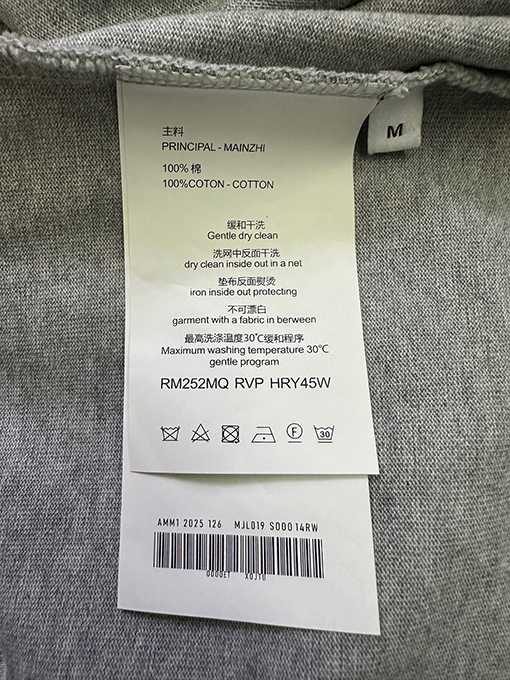 主料
PRINCIPAL - MAINZHI
100% 棉
100%COTON - COTTON
缓和干洗
Gentle dry clean
洗网中反面干洗
dry clean inside out in a net
垫布反面熨烫
iron inside out protecting
不可漂白
garment with a fabric in berween
最高洗涤温度30℃缓和程序
Maximum washing temperature 30℃
gentle program
RM252MQ RVP HRY45W
F
30
M
AMM1 2025 126 MJL019 S000 14RW